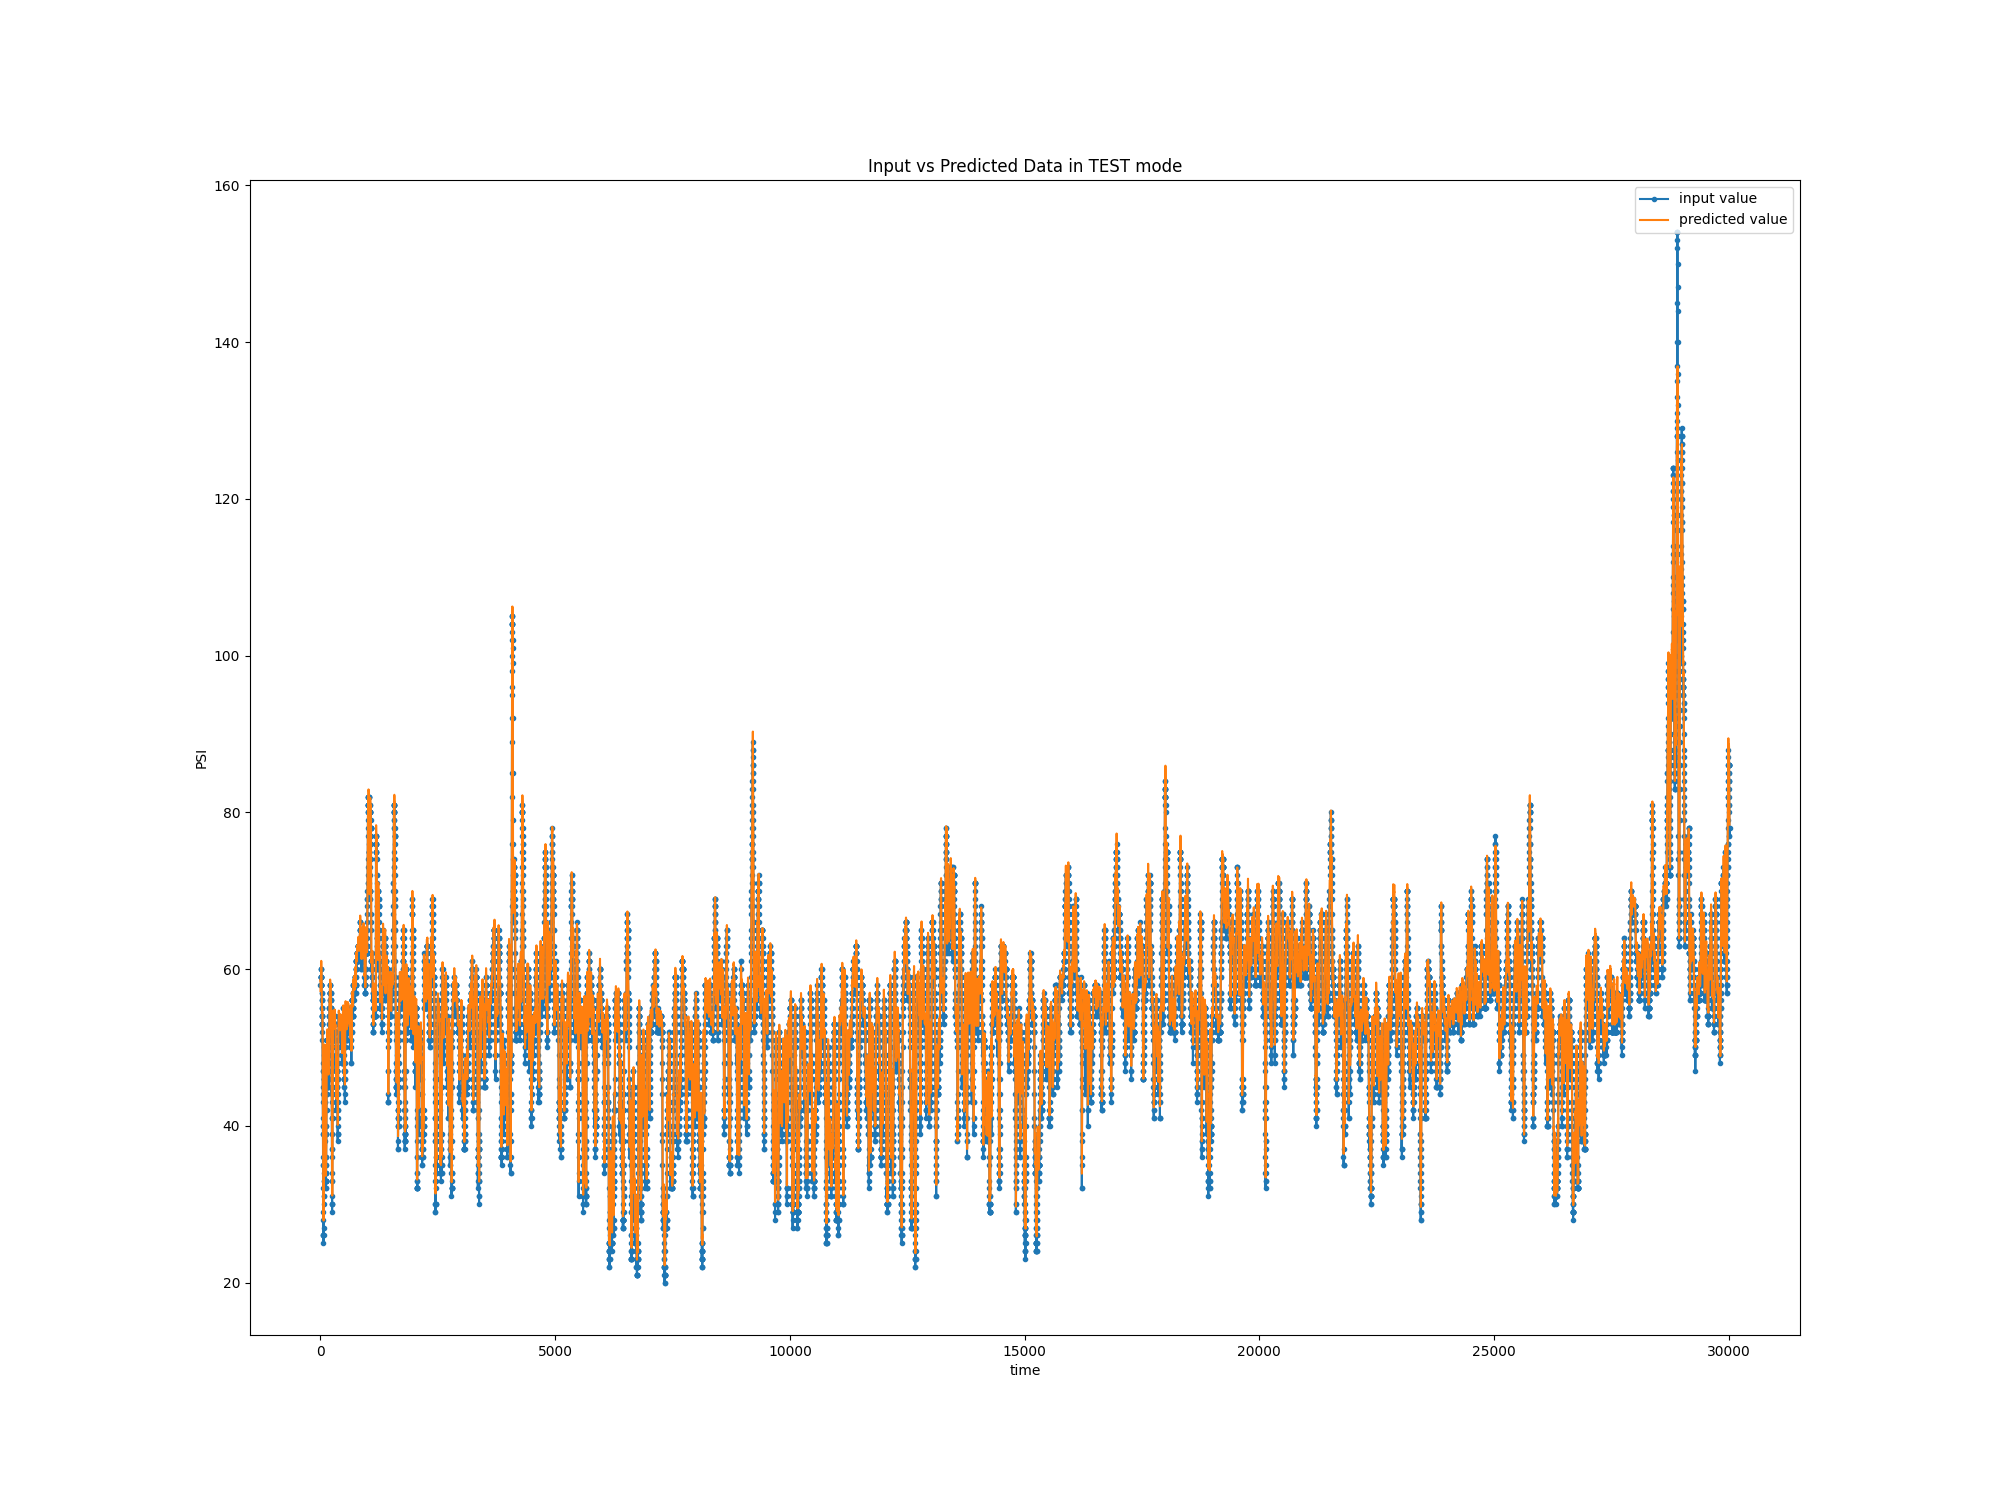 Input vs Predicted Data in TEST mode
input value
predicted value
160
140
120
100
80
60
40
20
PSI
0 5000 10000 15000 20000 25000 30000
time